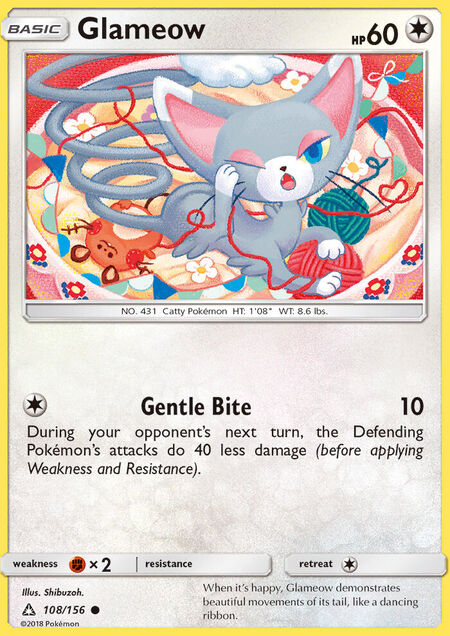 BASIC Glameow HP60
NO. 431 Catty Pokémon HT: 1'08" WT: 8.6 lbs.
Gentle Bite 10
During your opponent's next turn, the Defending
Pokémon's attacks do 40 less damage (before applying
Weakness and Resistance).
weakness ×2 resistance retreat
Illus. Shibuzoh.
108/156
©2018 Pokémon
When it's happy, Glameow demonstrates
beautiful movements of its tail, like a dancing
ribbon.